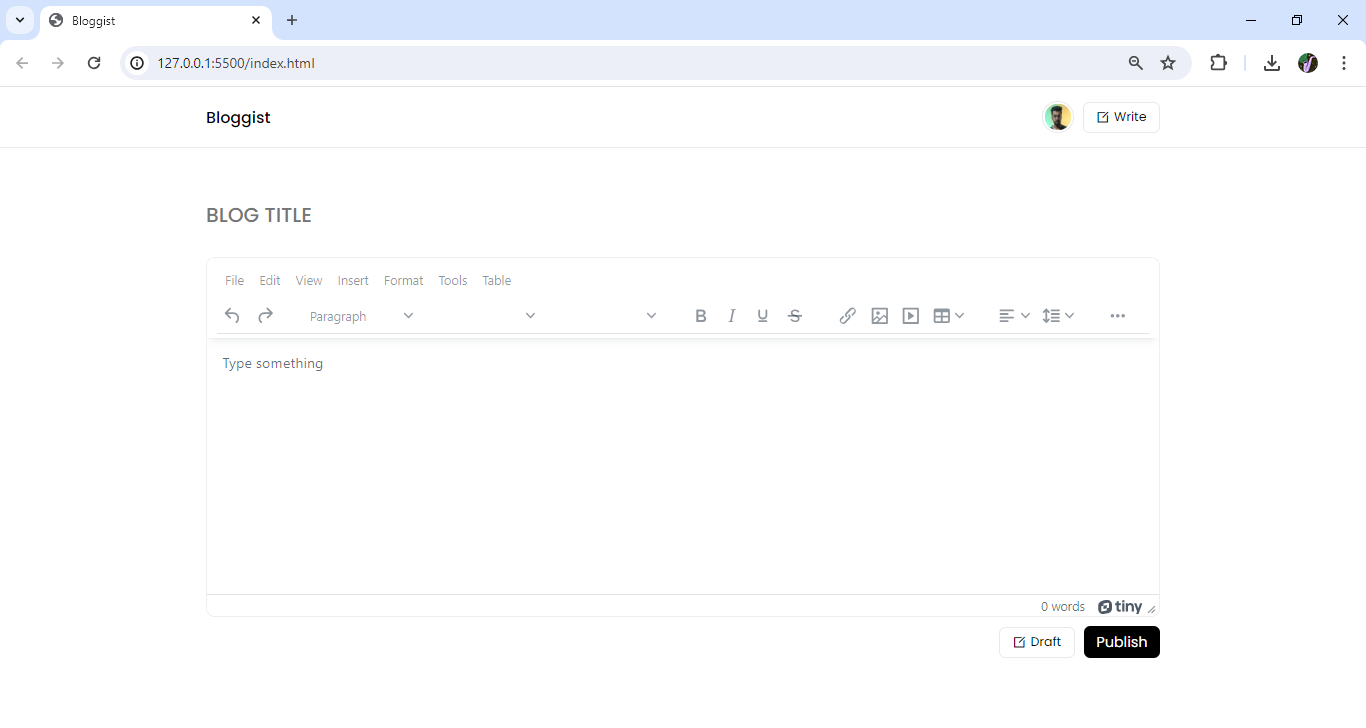 Bloggist
127.0.0.1:5500/index.html
Bloggist
Write
BLOG TITLE
File Edit View Insert Format Tools Table
Paragraph B I U S
Type something
0 words tiny
Draft Publish